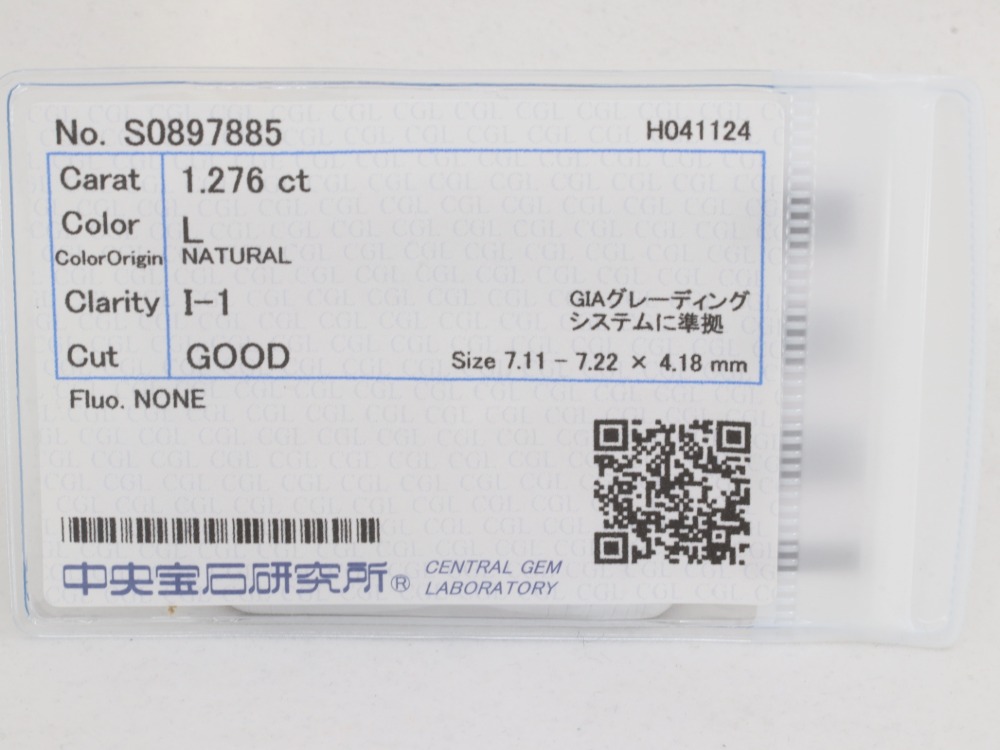 No. S0897885 H041124
Carat 1.276 ct
Color L
ColorOrigin NATURAL
Clarity I-1
GIAグレーディング
システムに準拠
Cut GOOD Size 7.11 - 7.22 × 4.18 mm
Fluo. NONE
中央宝石研究所® CENTRAL GEM
LABORATORY